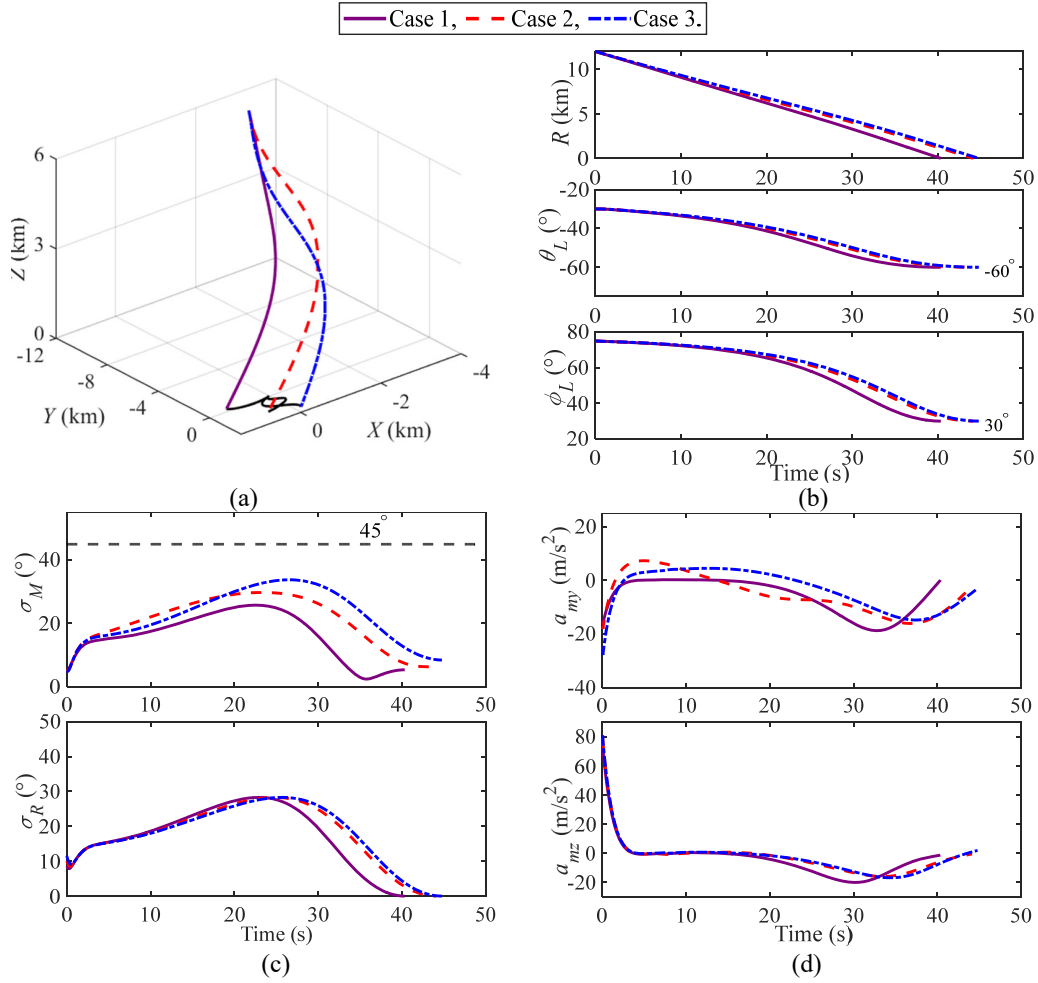 Case 1, Case 2, Case 3.
6
3
0
Z (km)
-12
-8
-4
0
Y (km)
0
-2
-4
X (km)
(a)
10
5
0
R (km)
0 10 20 30 40 50
-20
-40
-60
θL (°)
-60°
0 10 20 30 40 50
80
60
40
20
ϕL (°)
30°
0 10 20 30 40 50
Time (s)
(b)
45°
40
20
0
σM (°)
0 10 20 30 40 50
50
40
30
20
10
0
σR (°)
0 10 20 30 40 50
Time (s)
(c)
20
0
-20
-40
amy (m/s²)
0 10 20 30 40 50
80
60
40
20
0
-20
amz (m/s²)
0 10 20 30 40 50
Time (s)
(d)